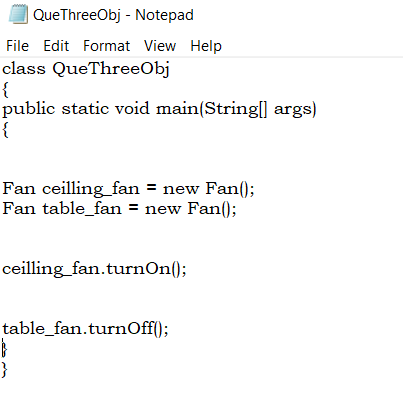 QueThreeObj - Notepad
File Edit Format View Help
class QueThreeObj
{
public static void main(String[] args)
{
Fan ceilling_fan = new Fan();
Fan table_fan = new Fan();
ceilling_fan.turnOn();
table_fan.turnOff();
}
}